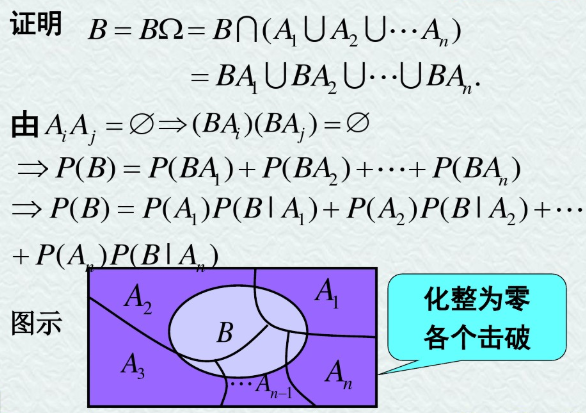 证明 B = BΩ = B⋂(A₁⋃A₂⋃⋯Aₙ)
= BA₁⋃BA₂⋃⋯⋃BAₙ.
由 AᵢAⱼ = ∅⇒(BAᵢ)(BAⱼ) = ∅
⇒ P(B) = P(BA₁) + P(BA₂) + ⋯ + P(BAₙ)
⇒ P(B) = P(A₁)P(B | A₁) + P(A₂)P(B | A₂) + ⋯
+ P(Aₙ)P(B | Aₙ)
图示
A₂
A₁
B
A₃
⋯Aₙ₋₁
Aₙ
化整为零
各个击破